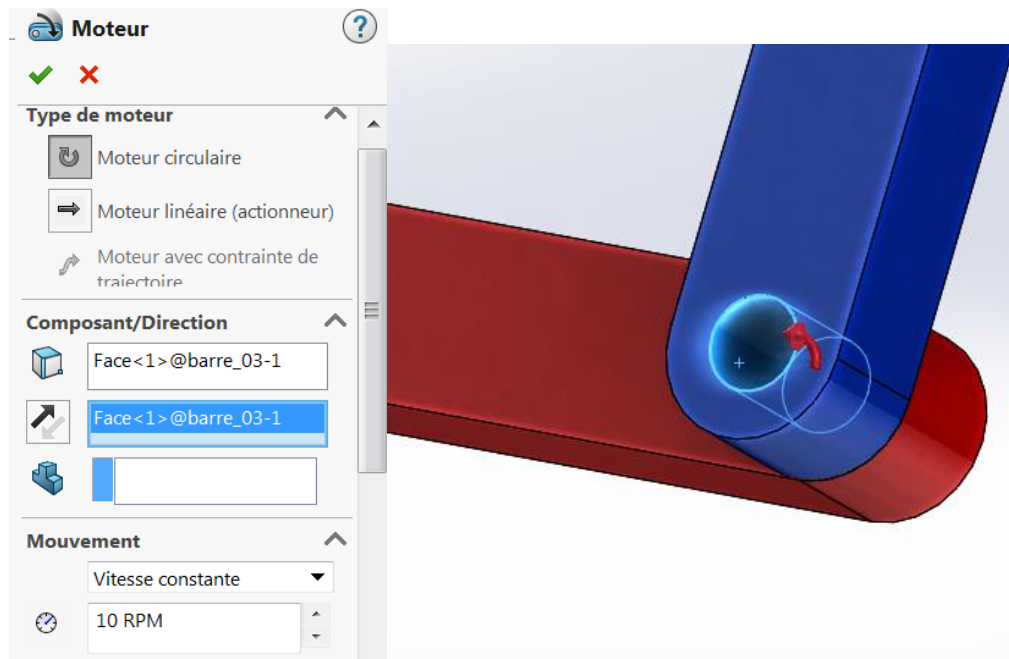 Moteur
?
Type de moteur
Moteur circulaire
Moteur linéaire (actionneur)
Moteur avec contrainte de
trajectoire
Composant/Direction
Face<1>@barre_03-1
Face<1>@barre_03-1
Mouvement
Vitesse constante
10 RPM